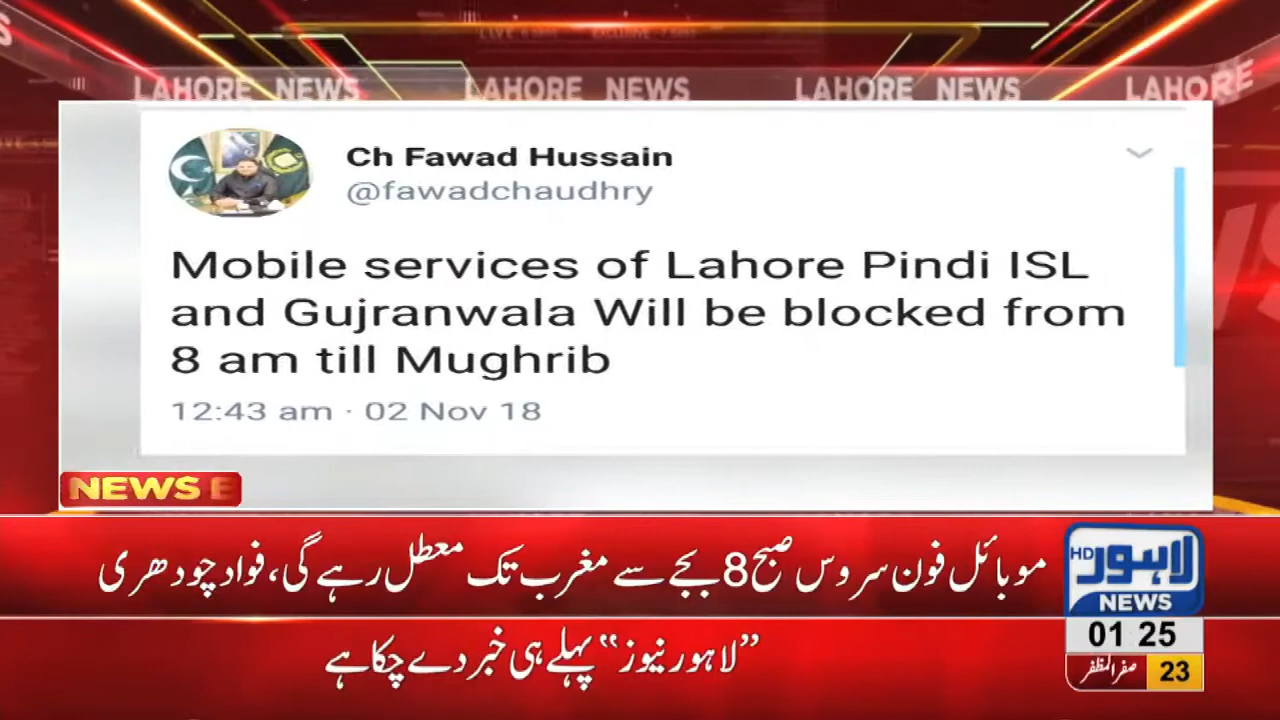 LAHORE NEWS LAHORE NEWS LAHORE NEWS LAHORE
Ch Fawad Hussain
@fawadchaudhry
Mobile services of Lahore Pindi ISL
and Gujranwala Will be blocked from
8 am till Mughrib
12:43 am · 02 Nov 18
NEWS E
موبائل فون سروس صبح 8 بجے سے مغرب تک معطل رہے گی، فواد چودھری
”لاہور نیوز“ پہلے ہی خبر دے چکا ہے
HD لاہور
NEWS
01 25
صفر المظفر 23